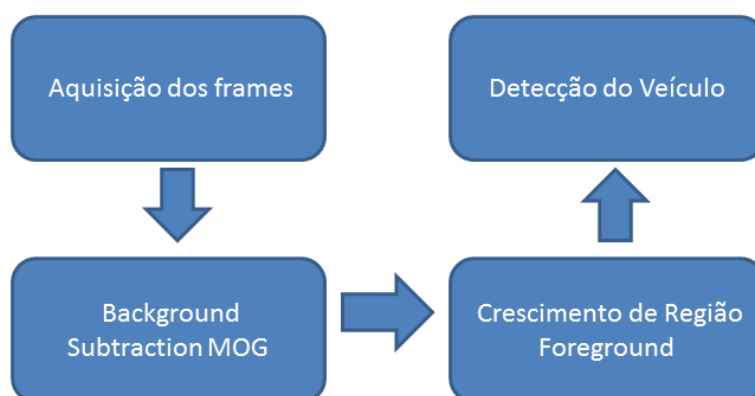 Aquisição dos frames
Detecção do Veículo
Background
Subtraction MOG
Crescimento de Região
Foreground